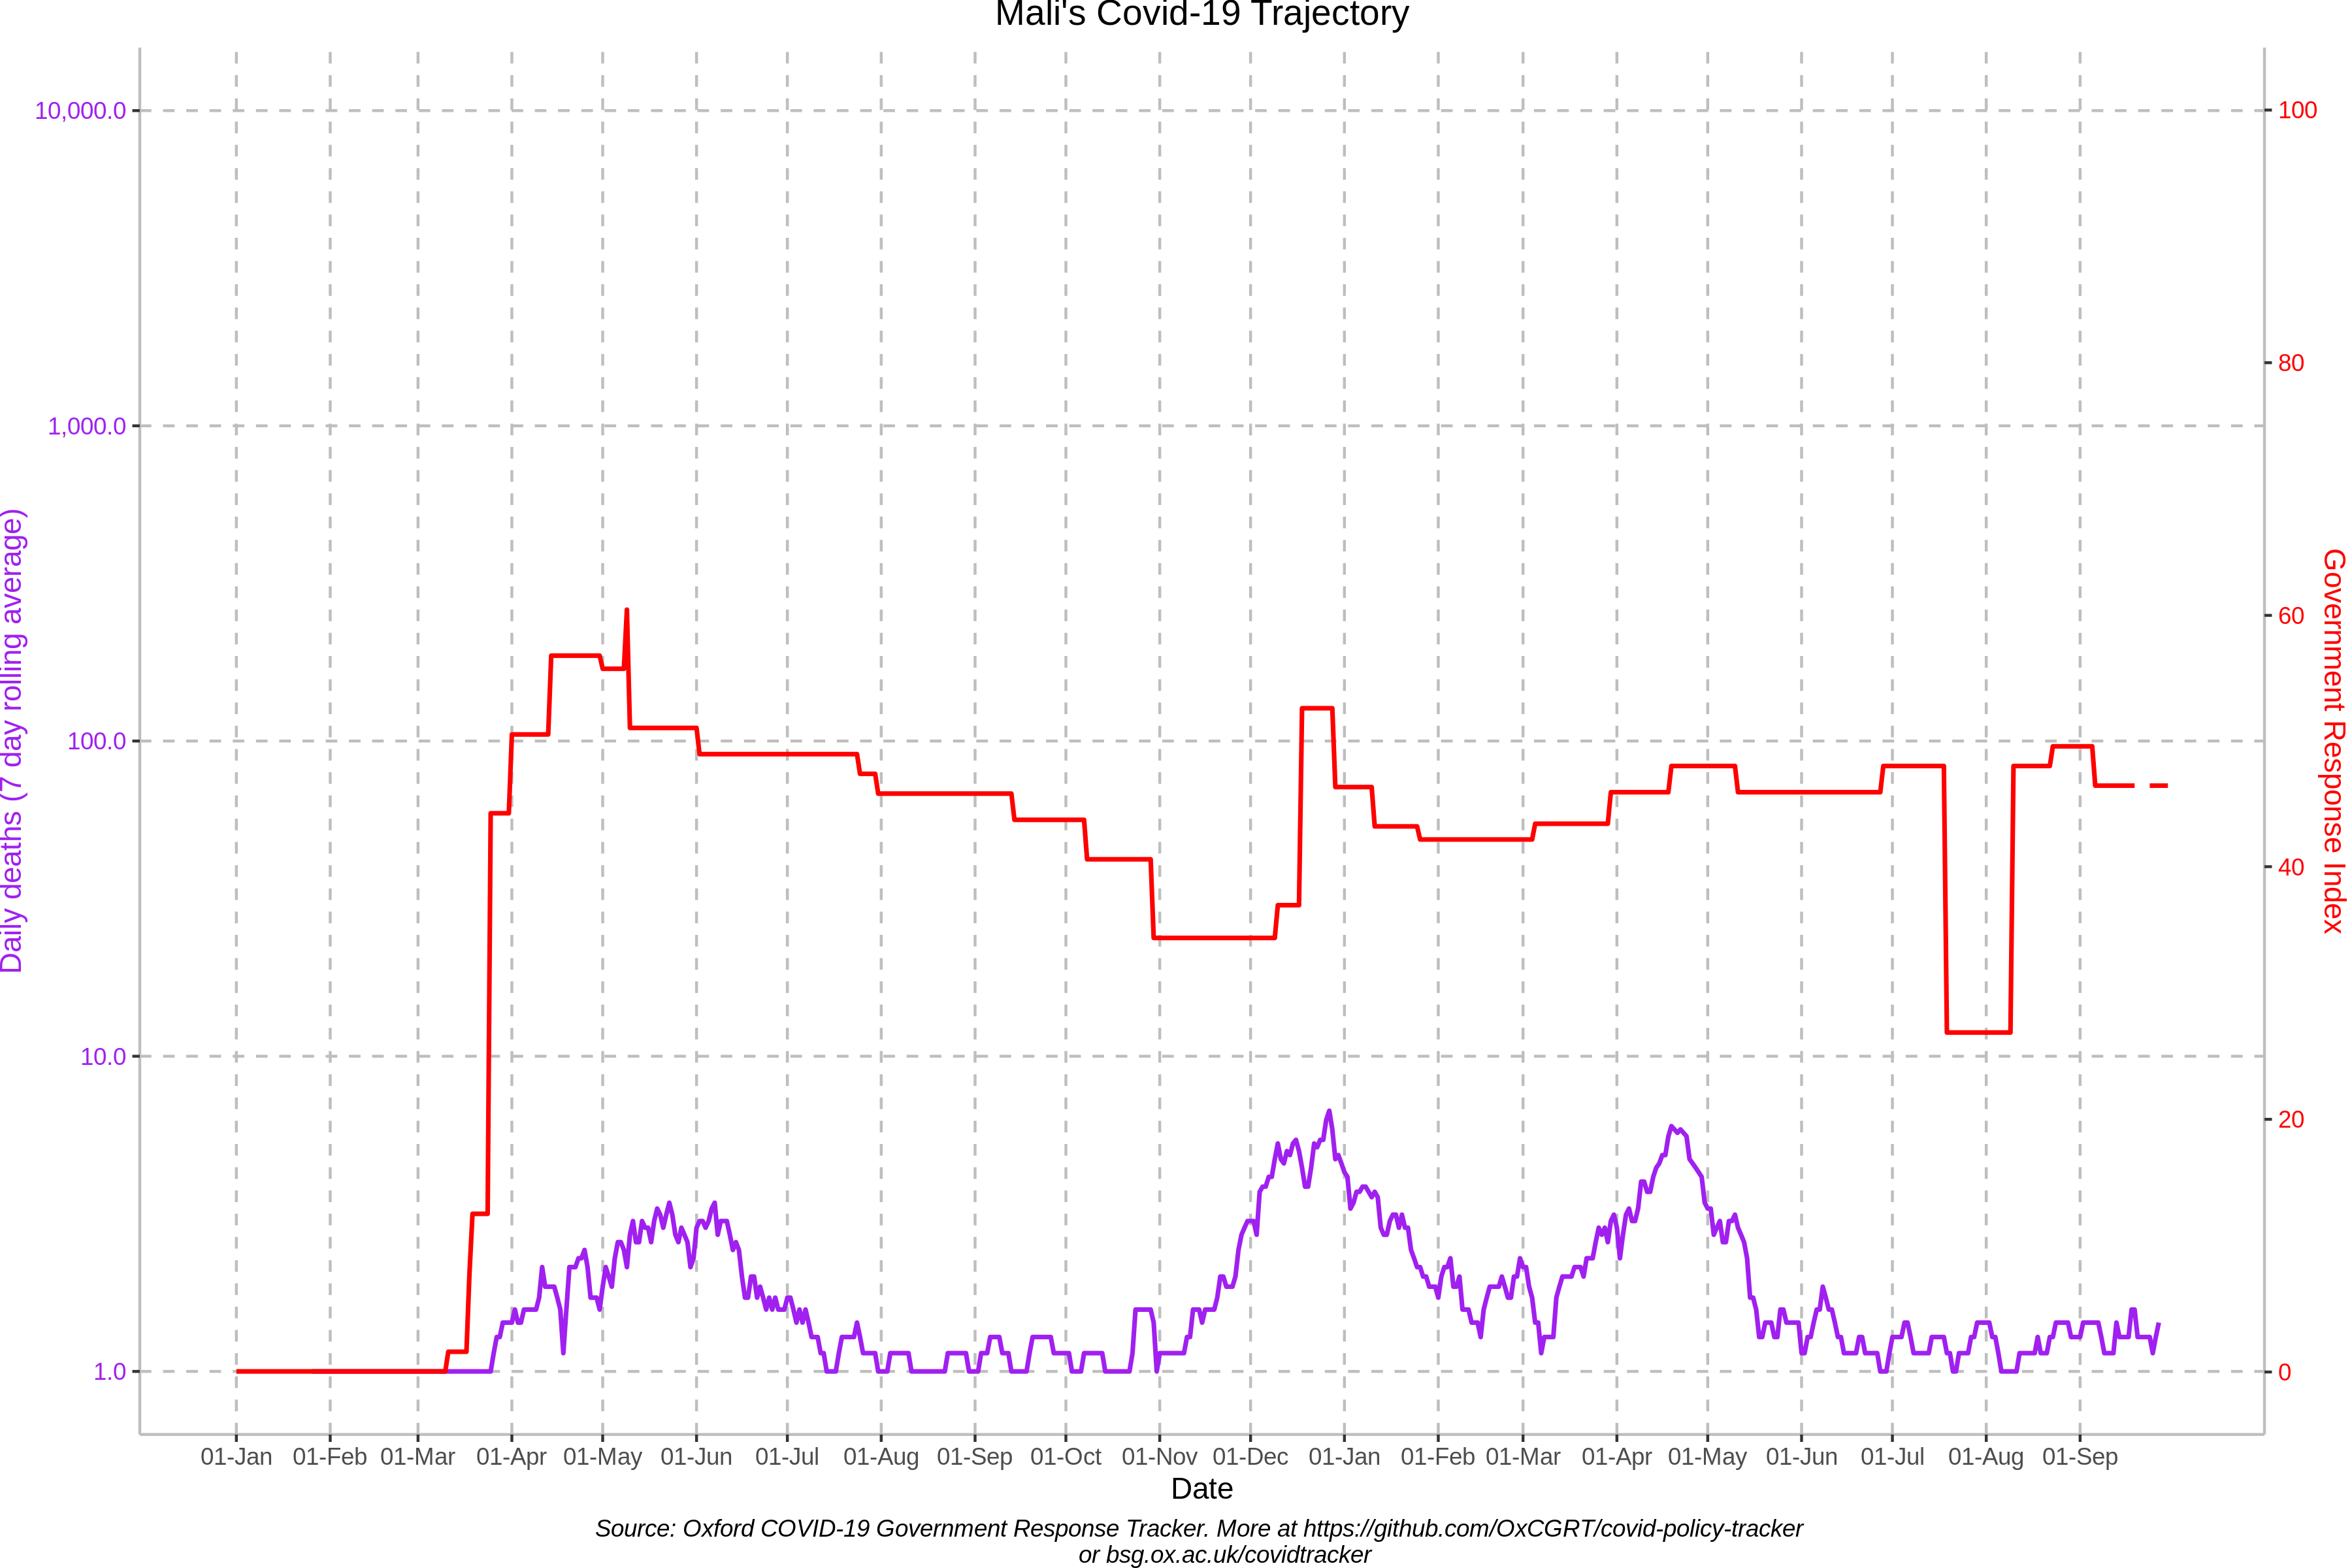 Mali's Covid-19 Trajectory
10,000.0
1,000.0
100.0
10.0
1.0
Daily deaths (7 day rolling average)
100
80
60
40
20
0
Government Response Index
01-Jan 01-Feb 01-Mar 01-Apr 01-May 01-Jun 01-Jul 01-Aug 01-Sep 01-Oct 01-Nov 01-Dec 01-Jan 01-Feb 01-Mar 01-Apr 01-May 01-Jun 01-Jul 01-Aug 01-Sep
Date
Source: Oxford COVID-19 Government Response Tracker. More at https://github.com/OxCGRT/covid-policy-tracker
or bsg.ox.ac.uk/covidtracker